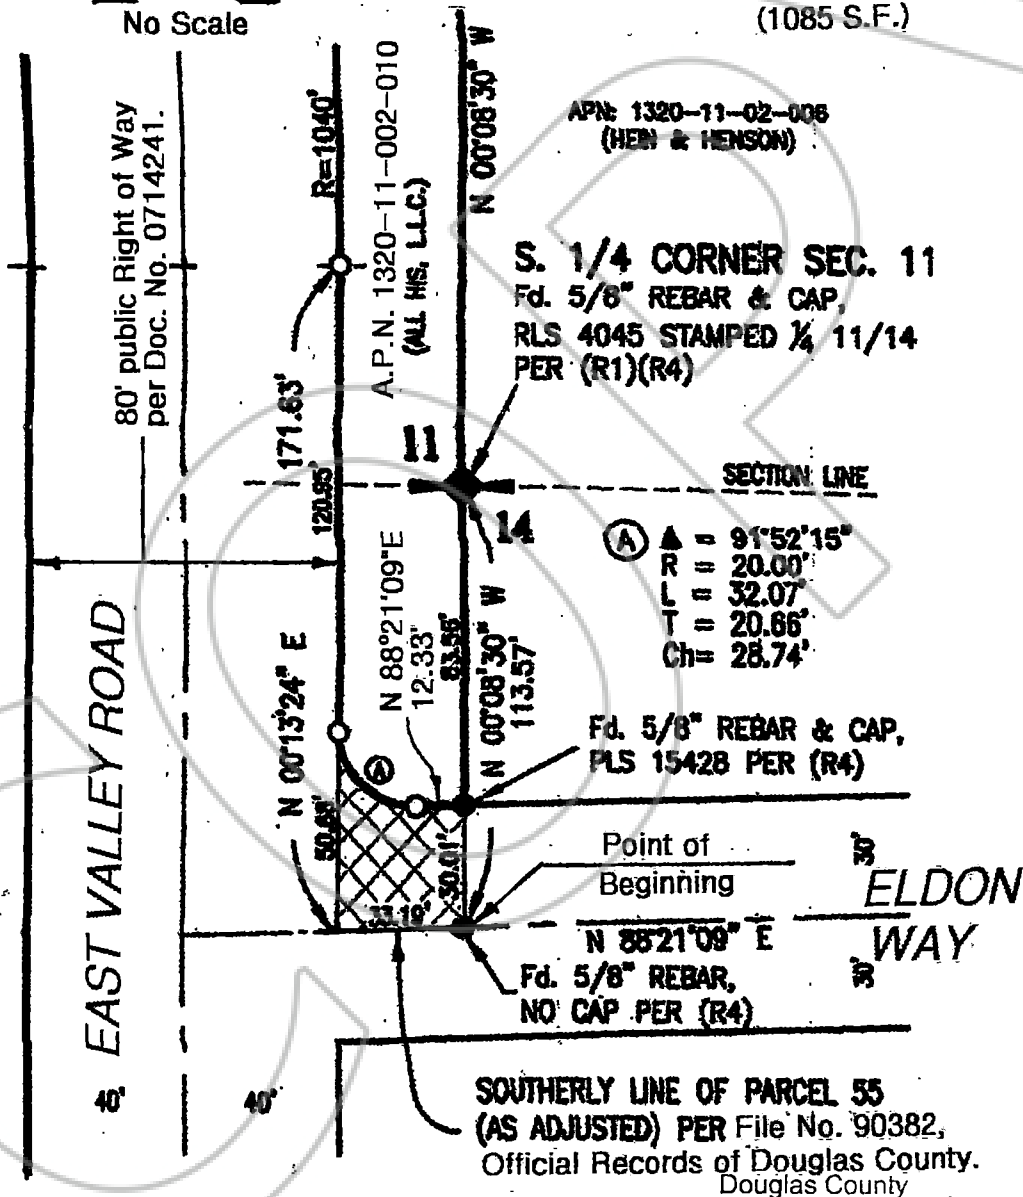 No Scale
(1085 S.F.)
80' public Right of Way
per Doc. No. 0714241.
R=1040'
A.P.N. 1320-11-002-010
(ALL HIS, L.L.C.)
N 00°08'30" W
APN: 1320-11-02-006
(HEIN & HENSON)
S. 1/4 CORNER SEC. 11
Fd. 5/8" REBAR & CAP,
RLS 4045 STAMPED ¼ 11/14
PER (R1)(R4)
171.63'
120.95'
11
14
SECTION LINE
A Δ = 91°52'15"
R = 20.00'
L = 32.07'
T = 20.66'
Ch= 28.74'
EAST VALLEY ROAD
N 00°13'24" E
50.68'
N 88°21'09"E
12.33'
83.56'
N 00°08'30" W
113.57'
A
Fd. 5/8" REBAR & CAP,
PLS 15428 PER (R4)
30.01'
33.19'
Point of
Beginning
30'
ELDON
WAY
30'
N 88°21'09" E
Fd. 5/8" REBAR,
NO CAP PER (R4)
40'
40'
SOUTHERLY LINE OF PARCEL 55
(AS ADJUSTED) PER File No. 90382,
Official Records of Douglas County.
Douglas County